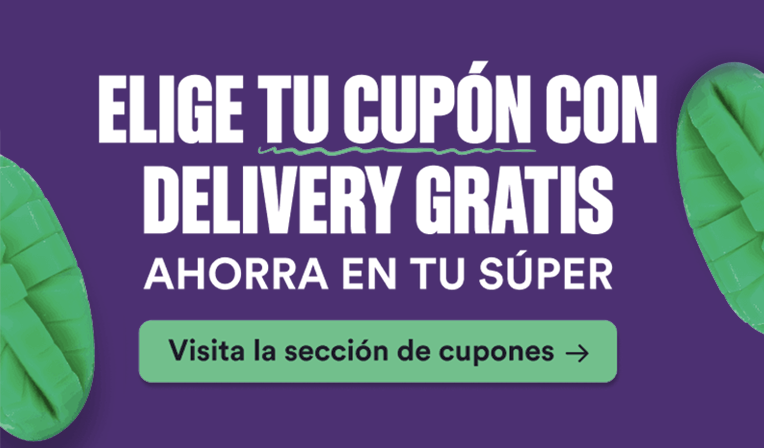 ELIGE TU CUPÓN CON
DELIVERY GRATIS
AHORRA EN TU SÚPER
Visita la sección de cupones →